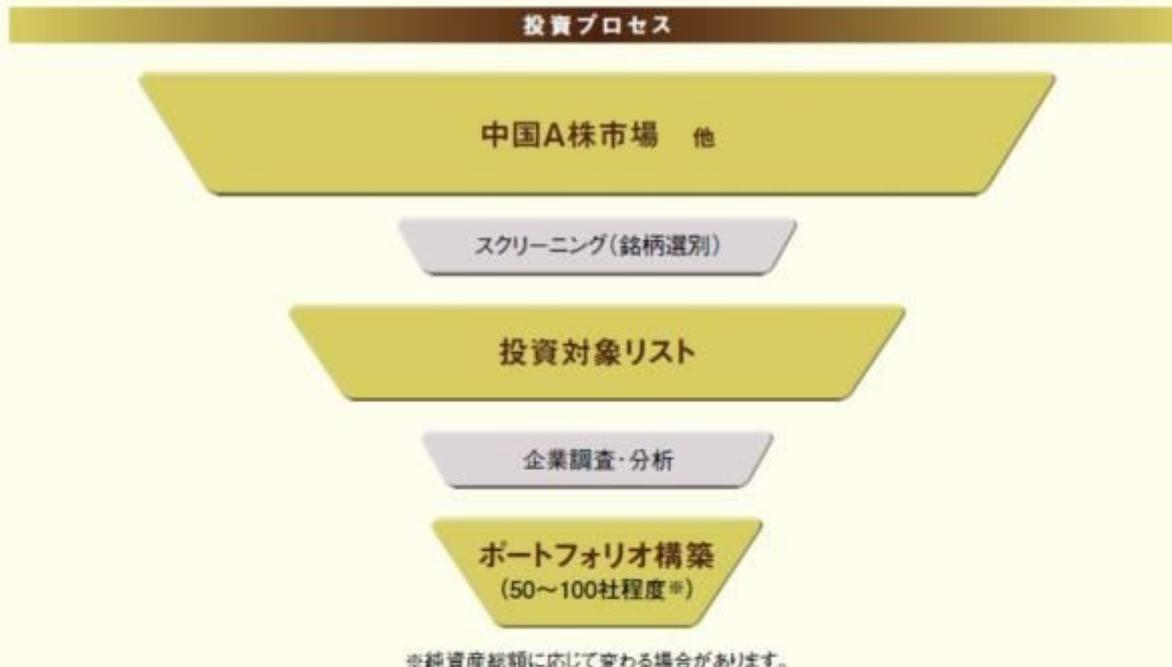 投資プロセス
中国A株市場 他
スクリーニング(銘柄選別)
投資対象リスト
企業調査・分析
ポートフォリオ構築
(50～100社程度※)
※純資産総額に応じて変わる場合があります。